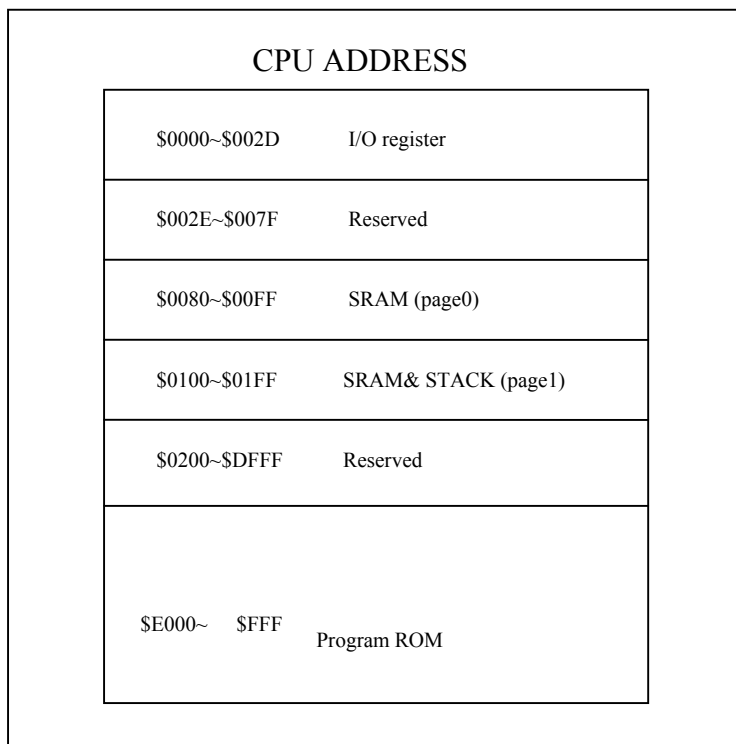 CPU ADDRESS
$0000~$002D I/O register
$002E~$007F Reserved
$0080~$00FF SRAM (page0)
$0100~$01FF SRAM& STACK (page1)
$0200~$DFFF Reserved
$E000~ $FFF
Program ROM